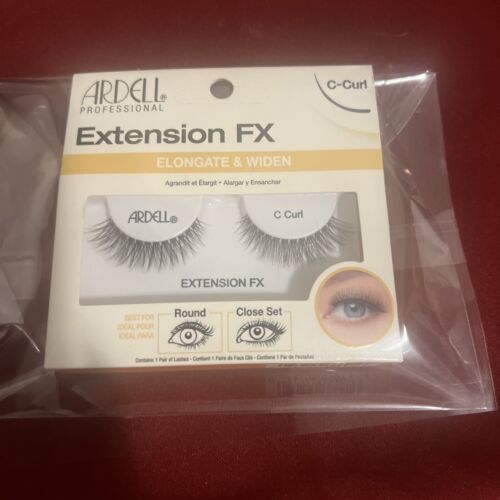 ARDELL®
PROFESSIONAL
C-Curl
Extension FX
ELONGATE & WIDEN
Agrandit et Élargit • Alargar y Ensanchar
ARDELL®
C Curl
EXTENSION FX
BEST FOR
IDÉAL POUR
IDEAL PARA
Round
Close Set
Contains 1 Pair of Lashes • Contient 1 Paire de Faux Cils • Contiene 1 Par de Pestañas